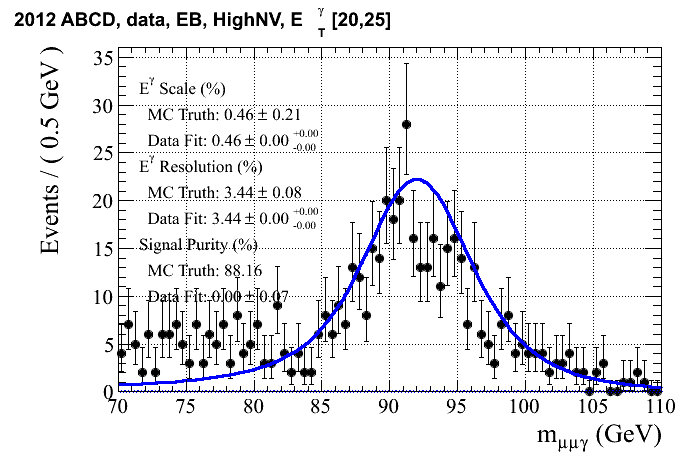 2012 ABCD, data, EB, HighNV, E_T^γ [20,25]
Events / ( 0.5 GeV )
35
30
25
20
15
10
5
0
E^γ Scale (%)
MC Truth: 0.46 ± 0.21
Data Fit: 0.46 ± 0.00 +0.00 -0.00
E^γ Resolution (%)
MC Truth: 3.44 ± 0.08
Data Fit: 3.44 ± 0.00 +0.00 -0.00
Signal Purity (%)
MC Truth: 88.16
Data Fit: 0.00 ± 0.07
70 75 80 85 90 95 100 105 110
m_μμγ (GeV)